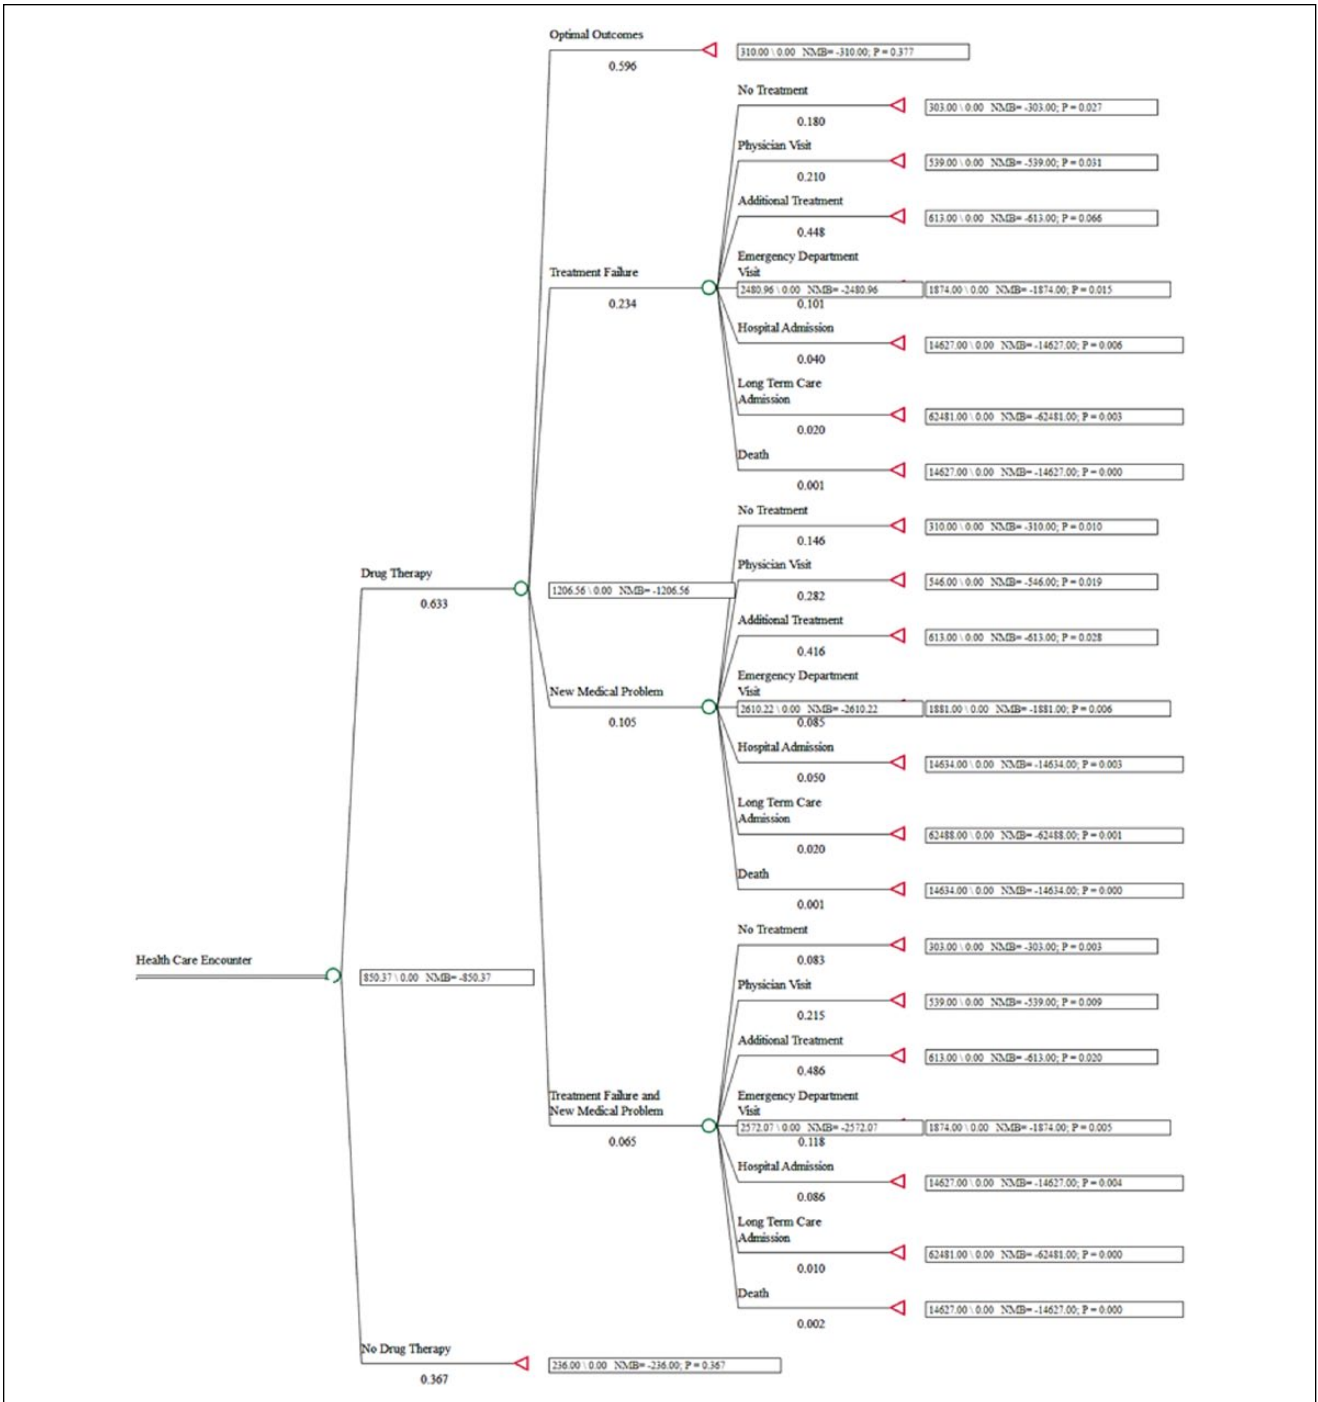 Optimal Outcomes
310.00 \ 0.00 NMB= -310.00; P = 0.377
0.596
No Treatment
303.00 \ 0.00 NMB= -303.00; P = 0.027
0.180
Physician Visit
539.00 \ 0.00 NMB= -539.00; P = 0.031
0.210
Additional Treatment
613.00 \ 0.00 NMB= -613.00; P = 0.066
0.448
Emergency Department
Visit
Treatment Failure
2480.96 \ 0.00 NMB= -2480.96
1874.00 \ 0.00 NMB= -1874.00; P = 0.015
0.234
0.101
Hospital Admission
14627.00 \ 0.00 NMB= -14627.00; P = 0.006
0.040
Long Term Care
Admission
62481.00 \ 0.00 NMB= -62481.00; P = 0.003
0.020
Death
14627.00 \ 0.00 NMB= -14627.00; P = 0.000
0.001
No Treatment
310.00 \ 0.00 NMB= -310.00; P = 0.010
0.146
Drug Therapy
1206.56 \ 0.00 NMB= -1206.56
0.633
Physician Visit
546.00 \ 0.00 NMB= -546.00; P = 0.019
0.282
Additional Treatment
613.00 \ 0.00 NMB= -613.00; P = 0.028
0.416
Emergency Department
Visit
New Medical Problem
2610.22 \ 0.00 NMB= -2610.22
1881.00 \ 0.00 NMB= -1881.00; P = 0.006
0.105
0.085
Hospital Admission
14634.00 \ 0.00 NMB= -14634.00; P = 0.003
0.050
Long Term Care
Admission
62488.00 \ 0.00 NMB= -62488.00; P = 0.001
0.020
Death
14634.00 \ 0.00 NMB= -14634.00; P = 0.000
0.001
No Treatment
303.00 \ 0.00 NMB= -303.00; P = 0.003
0.083
Health Care Encounter
850.37 \ 0.00 NMB= -850.37
Physician Visit
539.00 \ 0.00 NMB= -539.00; P = 0.009
0.215
Additional Treatment
613.00 \ 0.00 NMB= -613.00; P = 0.020
0.486
Emergency Department
Visit
Treatment Failure and
New Medical Problem
2572.07 \ 0.00 NMB= -2572.07
1874.00 \ 0.00 NMB= -1874.00; P = 0.005
0.065
0.118
Hospital Admission
14627.00 \ 0.00 NMB= -14627.00; P = 0.004
0.086
Long Term Care
Admission
62481.00 \ 0.00 NMB= -62481.00; P = 0.000
0.010
Death
14627.00 \ 0.00 NMB= -14627.00; P = 0.000
0.002
No Drug Therapy
236.00 \ 0.00 NMB= -236.00; P = 0.367
0.367